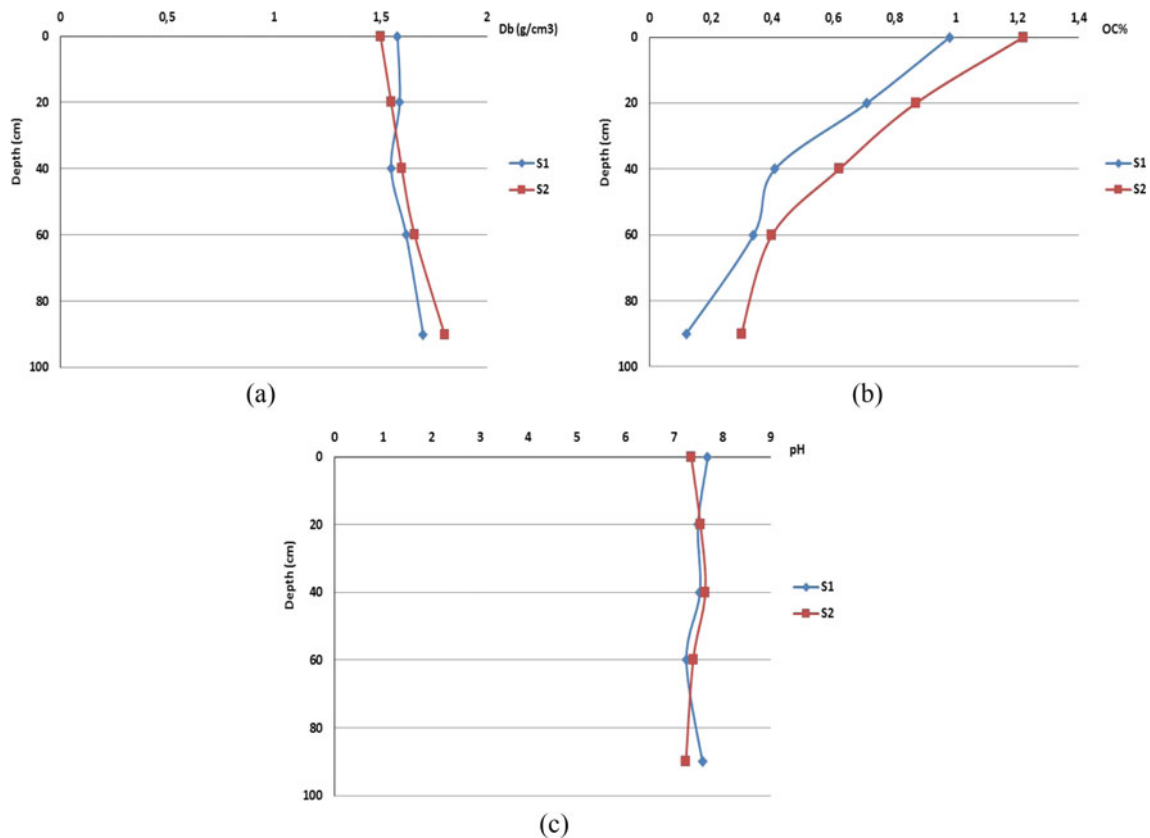 0 0,5 1 1,5 2
Db (g/cm3)
0
20
40
60
80
100
Depth (cm)
S1
S2
(a)
0 0,2 0,4 0,6 0,8 1 1,2 1,4
OC%
0
20
40
60
80
100
Depth (cm)
S1
S2
(b)
0 1 2 3 4 5 6 7 8 9
pH
0
20
40
60
80
100
Depth (cm)
S1
S2
(c)